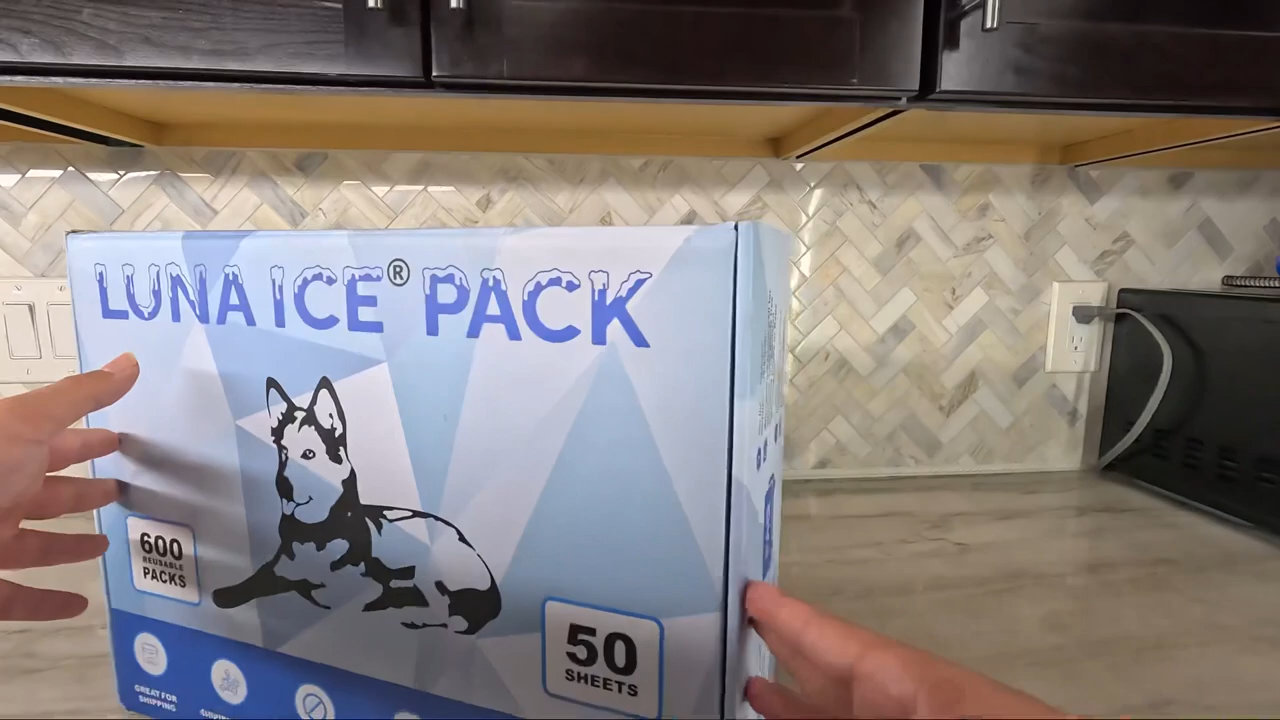 LUNA ICE® PACK
600
REUSABLE
PACKS
50
SHEETS
GREAT FOR
SHIPPING